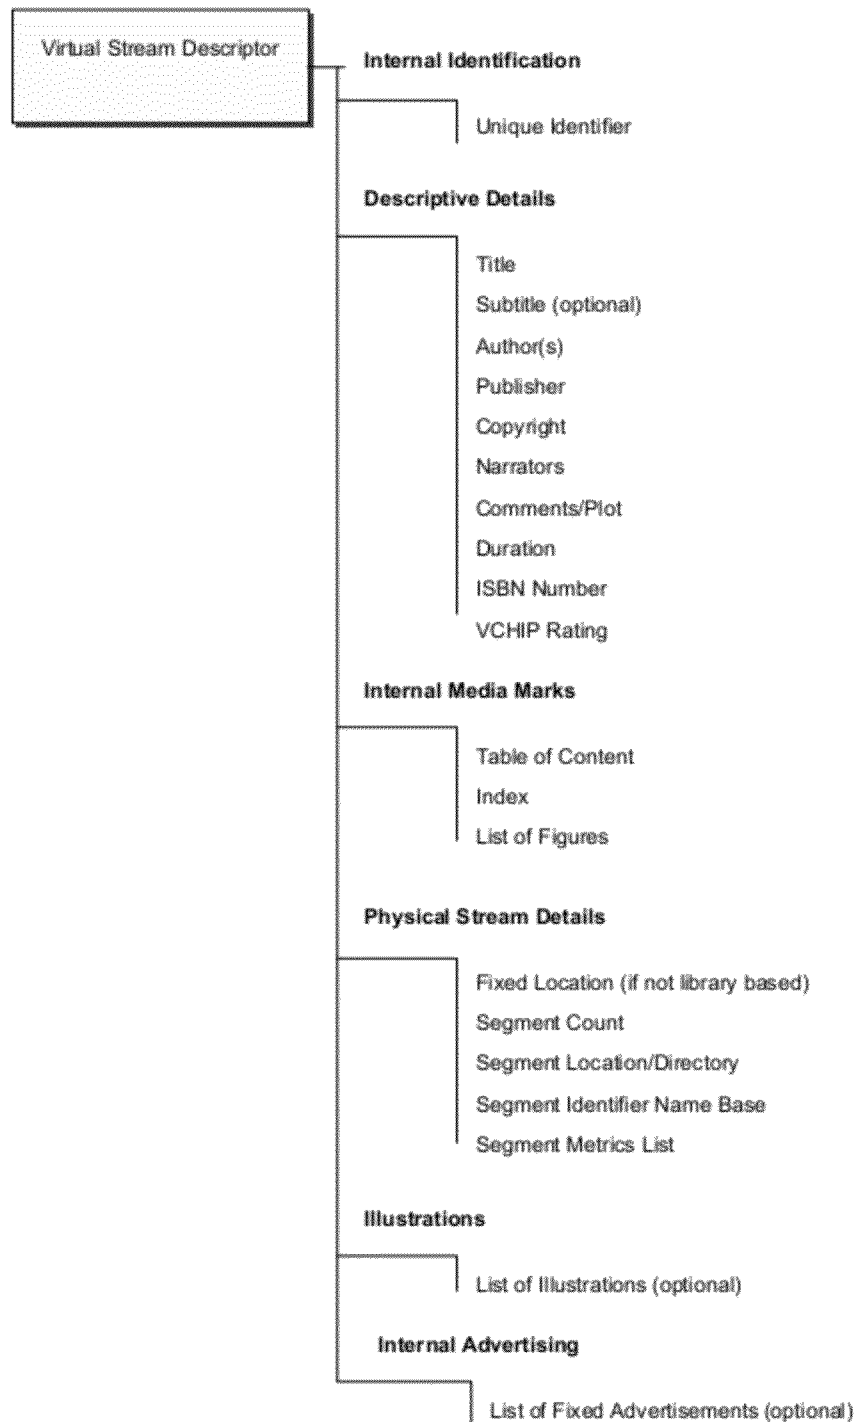 Virtual Stream Descriptor
Internal Identification
Unique Identifier
Descriptive Details
Title
Subtitle (optional)
Author(s)
Publisher
Copyright
Narrators
Comments/Plot
Duration
ISBN Number
VCHIP Rating
Internal Media Marks
Table of Content
Index
List of Figures
Physical Stream Details
Fixed Location (if not library based)
Segment Count
Segment Location/Directory
Segment Identifier Name Base
Segment Metrics List
Illustrations
List of Illustrations (optional)
Internal Advertising
List of Fixed Advertisements (optional)